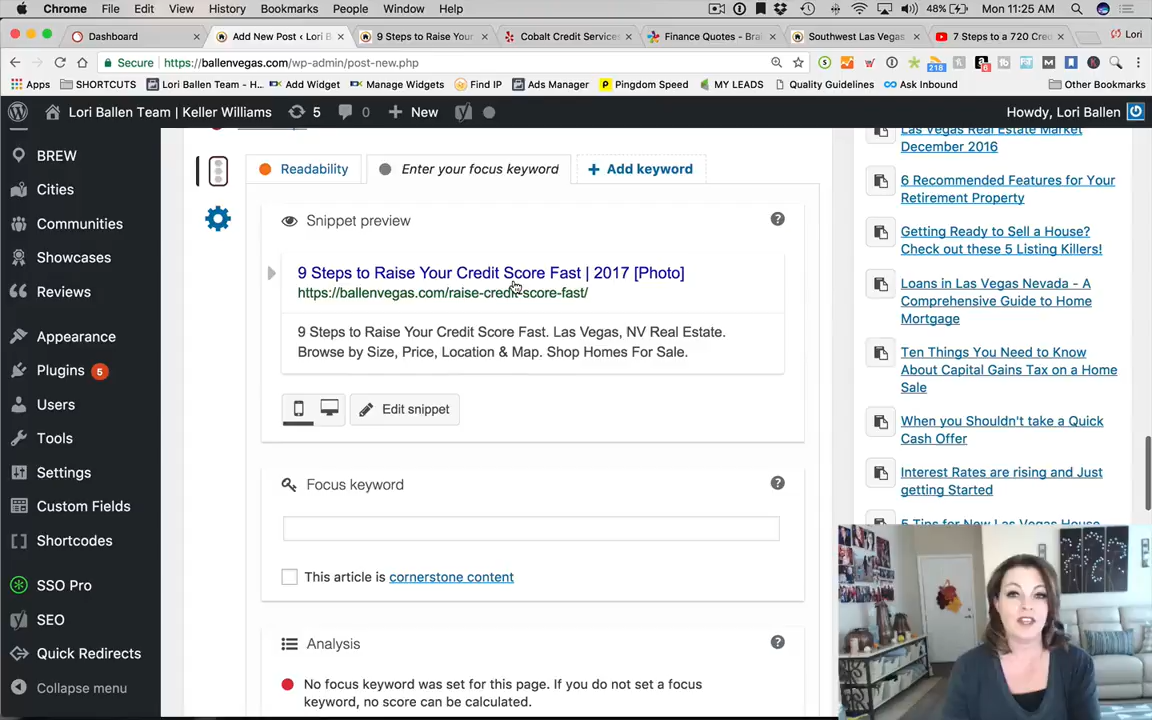 Chrome File Edit View History Bookmarks People Window Help 48% Mon 11:25 AM
Dashboard × Add New Post ‹ Lori B × 9 Steps to Raise Your × Cobalt Credit Services × Finance Quotes - Bra × Southwest Las Vegas × 7 Steps to a 720 Cre × Lori
Secure https://ballenvegas.com/wp-admin/post-new.php 218
Apps SHORTCUTS Lori Ballen Team - H... Add Widget Manage Widgets Find IP Ads Manager Pingdom Speed MY LEADS Quality Guidelines Ask Inbound Other Bookmarks
Lori Ballen Team | Keller Williams 5 0 New Howdy, Lori Ballen
BREW
Cities
Communities
Showcases
Reviews
Appearance
Plugins 5
Users
Tools
Settings
Custom Fields
Shortcodes
SSO Pro
SEO
Quick Redirects
Collapse menu
Readability Enter your focus keyword + Add keyword
Snippet preview ?
9 Steps to Raise Your Credit Score Fast | 2017 [Photo]
https://ballenvegas.com/raise-credit-score-fast/
9 Steps to Raise Your Credit Score Fast. Las Vegas, NV Real Estate.
Browse by Size, Price, Location & Map. Shop Homes For Sale.
Edit snippet
Focus keyword ?
This article is cornerstone content
Analysis ?
No focus keyword was set for this page. If you do not set a focus
keyword, no score can be calculated.
Las Vegas Real Estate Market
December 2016
6 Recommended Features for Your
Retirement Property
Getting Ready to Sell a House?
Check out these 5 Listing Killers!
Loans in Las Vegas Nevada - A
Comprehensive Guide to Home
Mortgage
Ten Things You Need to Know
About Capital Gains Tax on a Home
Sale
When you Shouldn't take a Quick
Cash Offer
Interest Rates are rising and Just
getting Started
5 Tips for New Las Vegas House